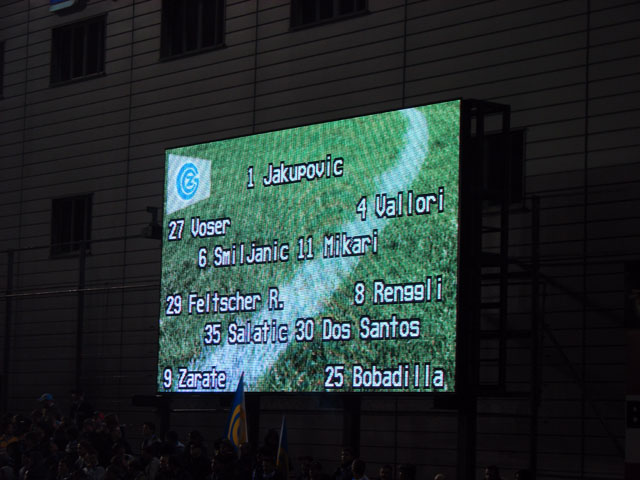 1 Jakupovic
27 Voser 4 Vallori
6 Smiljanic 11 Mikari
29 Feltscher R. 8 Renggli
35 Salatic 30 Dos Santos
9 Zarate 25 Bobadilla